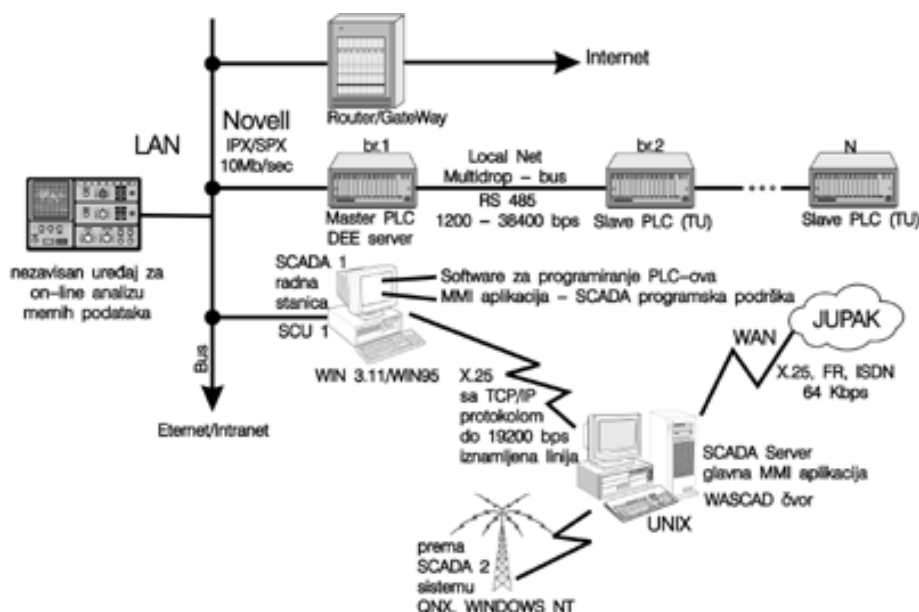 Internet
Router/GateWay
LAN
Novell
IPX/SPX
10Mb/sec
br.1
Master PLC
DEE server
Local Net
Multidrop – bus
RS 485
1200 – 38400 bps
br.2
Slave PLC (TU)
N
Slave PLC (TU)
nezavisan uređaj za
on-line analizu
mernih podataka
SCADA 1
radna
stanica
SCU 1
Software za programiranje PLC-ova
MMI aplikacija – SCADA programska podrška
WIN 3.11/WIN95
Bus
Eternet/Intranet
X.25
sa TCP/IP
protokolom
do 19200 bps
iznamljena linija
WAN
JUPAK
X.25, FR, ISDN
64 Kbps
SCADA Server
glavna MMI aplikacija
WASCAD čvor
UNIX
prema
SCADA 2
sistemu
QNX, WINDOWS NT